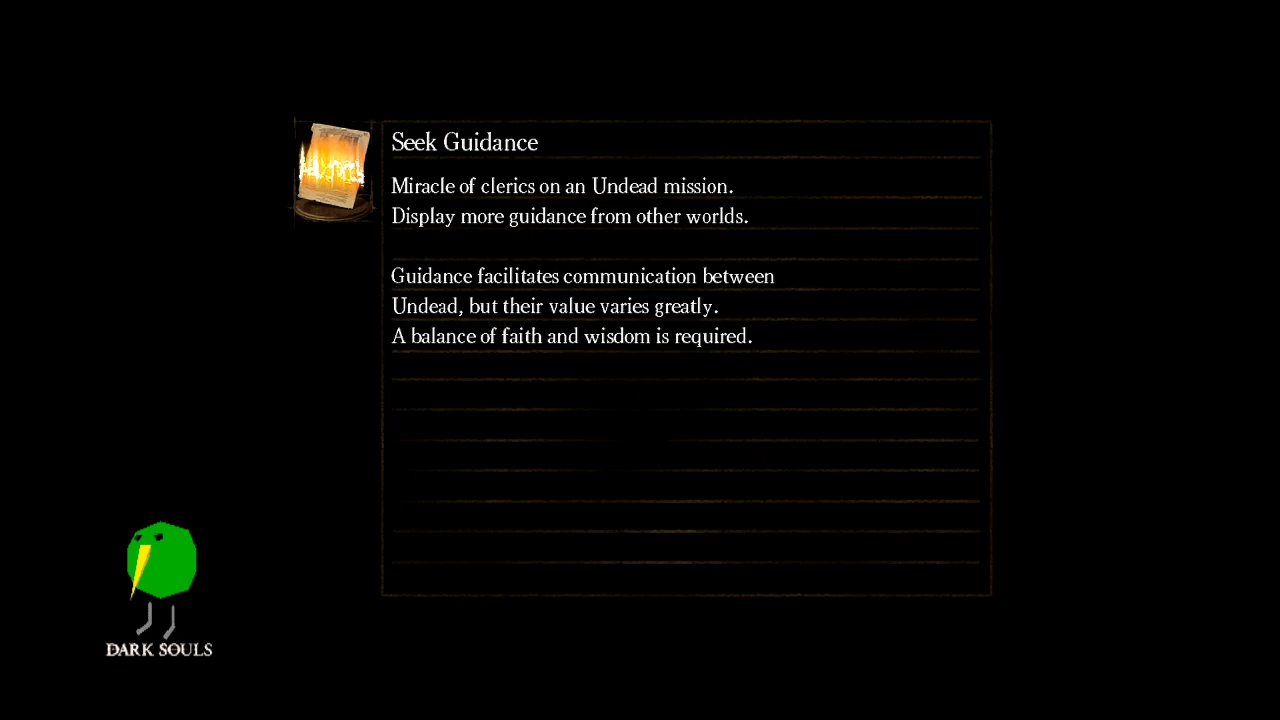 Seek Guidance
Miracle of clerics on an Undead mission.
Display more guidance from other worlds.
Guidance facilitates communication between
Undead, but their value varies greatly.
A balance of faith and wisdom is required.
DARK SOULS